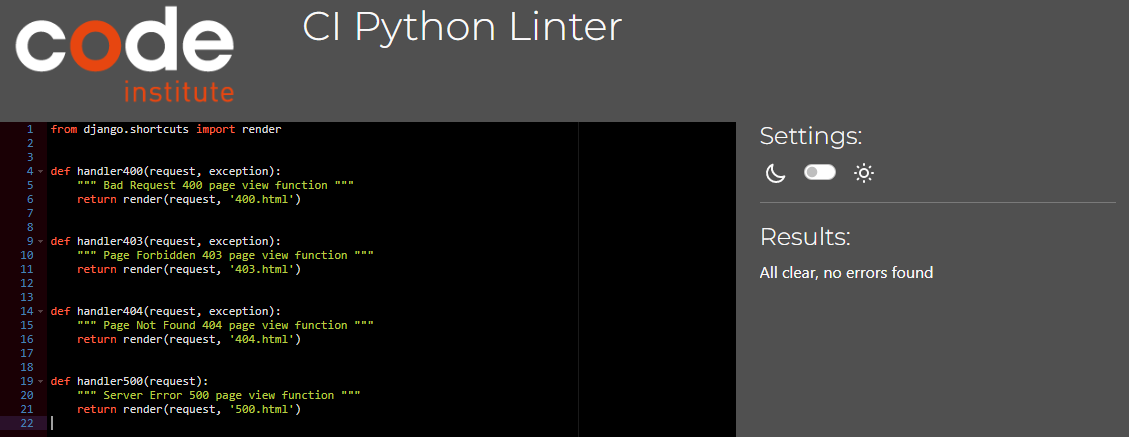 code
institute
CI Python Linter
1 from django.shortcuts import render
2
3
4 def handler400(request, exception):
5     """ Bad Request 400 page view function """
6     return render(request, '400.html')
7
8
9 def handler403(request, exception):
10     """ Page Forbidden 403 page view function """
11     return render(request, '403.html')
12
13
14 def handler404(request, exception):
15     """ Page Not Found 404 page view function """
16     return render(request, '404.html')
17
18
19 def handler500(request):
20     """ Server Error 500 page view function """
21     return render(request, '500.html')
22
Settings:
Results:
All clear, no errors found